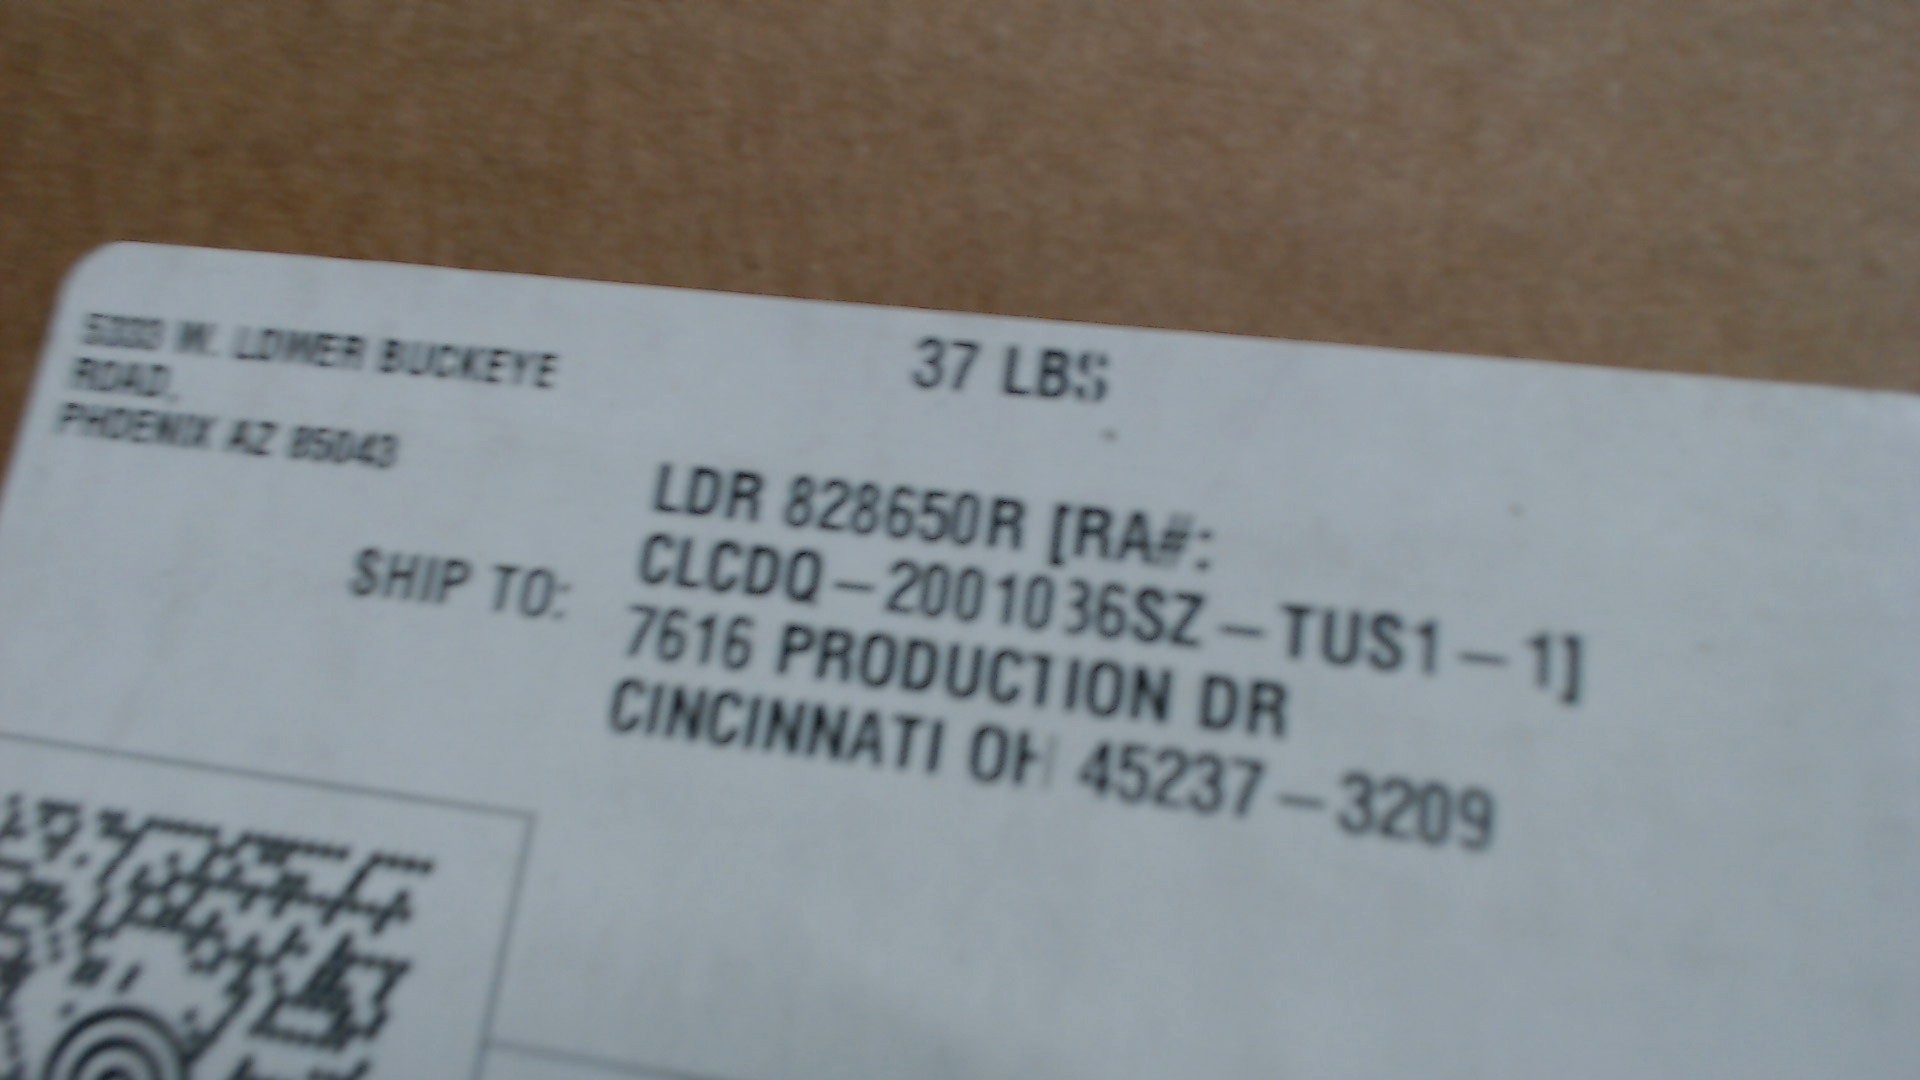 5333 W. LOWER BUCKEYE
ROAD,
PHOENIX AZ 85043
37 LBS
LDR 828650R [RA#:
SHIP TO:
CLCDQ-2001036SZ-TUS1-1]
7616 PRODUCTION DR
CINCINNATI OH 45237-3209